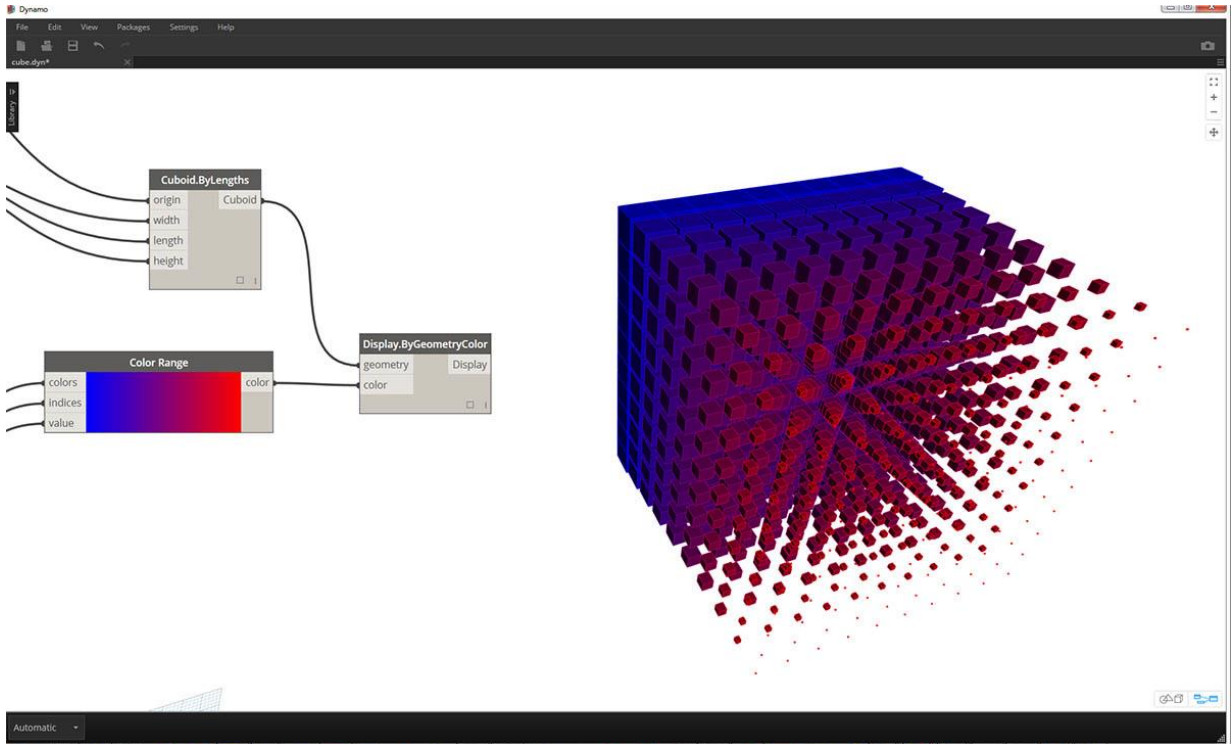 Dynamo
File Edit View Packages Settings Help
cube.dyn*
Library
Cuboid.ByLengths
origin Cuboid
width
length
height
Color Range
colors color
indices
value
Display.ByGeometryColor
geometry Display
color
Automatic